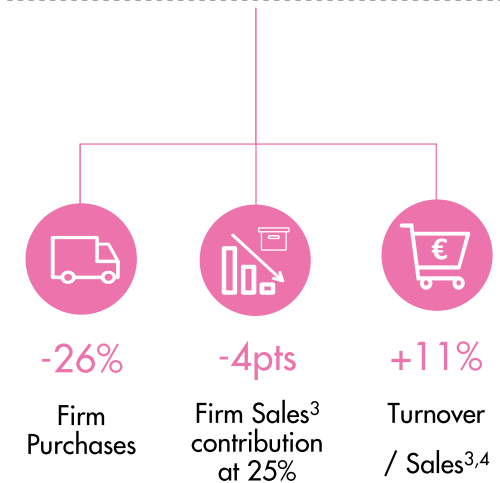 €
-26%
Firm
Purchases
-4pts
Firm Sales³
contribution
at 25%
+11%
Turnover
/ Sales³,⁴